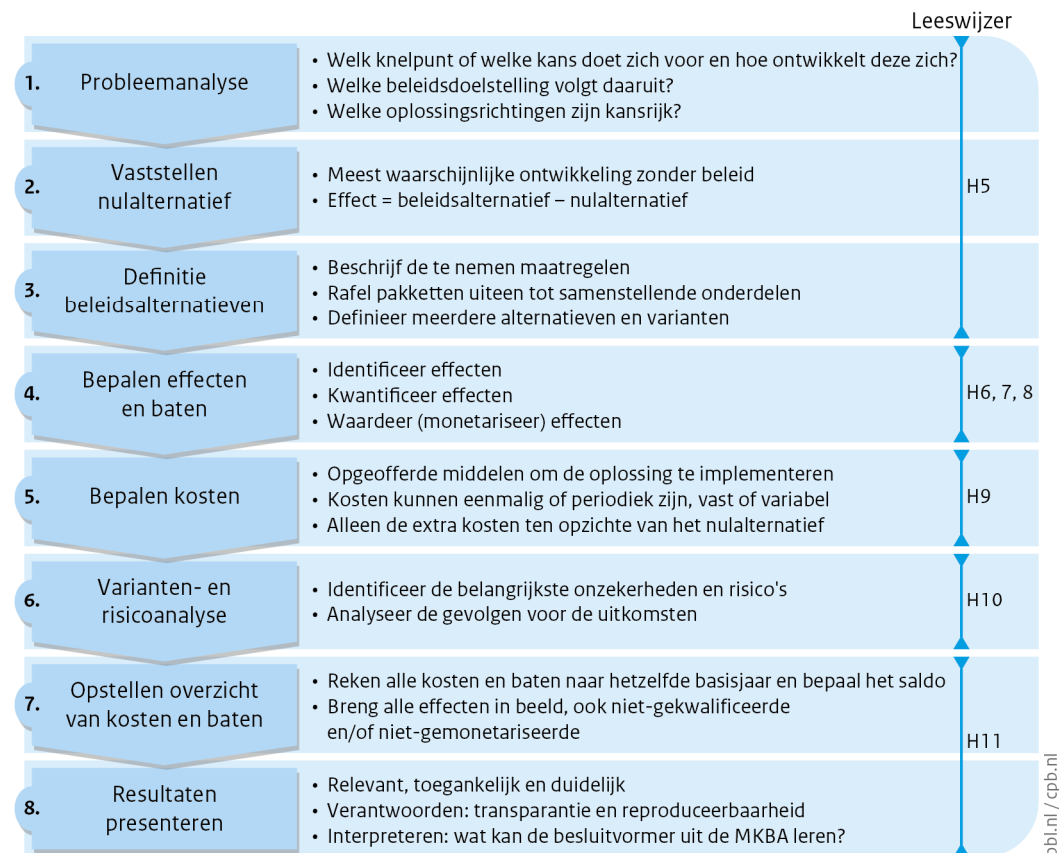 Leeswijzer
1.
Probleemanalyse
• Welk knelpunt of welke kans doet zich voor en hoe ontwikkelt deze zich?
• Welke beleidsdoelstelling volgt daaruit?
• Welke oplossingsrichtingen zijn kansrijk?
2.
Vaststellen
nulalternatief
• Meest waarschijnlijke ontwikkeling zonder beleid
• Effect = beleidsalternatief – nulalternatief
H5
3.
Definitie
beleidsalternatieven
• Beschrijf de te nemen maatregelen
• Rafel pakketten uiteen tot samenstellende onderdelen
• Definieer meerdere alternatieven en varianten
4.
Bepalen effecten
en baten
• Identificeer effecten
• Kwantificeer effecten
• Waardeer (monetariseer) effecten
H6, 7, 8
5.
Bepalen kosten
• Opgeofferde middelen om de oplossing te implementeren
• Kosten kunnen eenmalig of periodiek zijn, vast of variabel
• Alleen de extra kosten ten opzichte van het nulalternatief
H9
6.
Varianten- en
risicoanalyse
• Identificeer de belangrijkste onzekerheden en risico's
• Analyseer de gevolgen voor de uitkomsten
H10
7.
Opstellen overzicht
van kosten en baten
• Reken alle kosten en baten naar hetzelfde basisjaar en bepaal het saldo
• Breng alle effecten in beeld, ook niet-gekwalificeerde
en/of niet-gemonetariseerde
H11
8.
Resultaten
presenteren
• Relevant, toegankelijk en duidelijk
• Verantwoorden: transparantie en reproduceerbaarheid
• Interpreteren: wat kan de besluitvormer uit de MKBA leren?
pbl.nl / cpb.nl